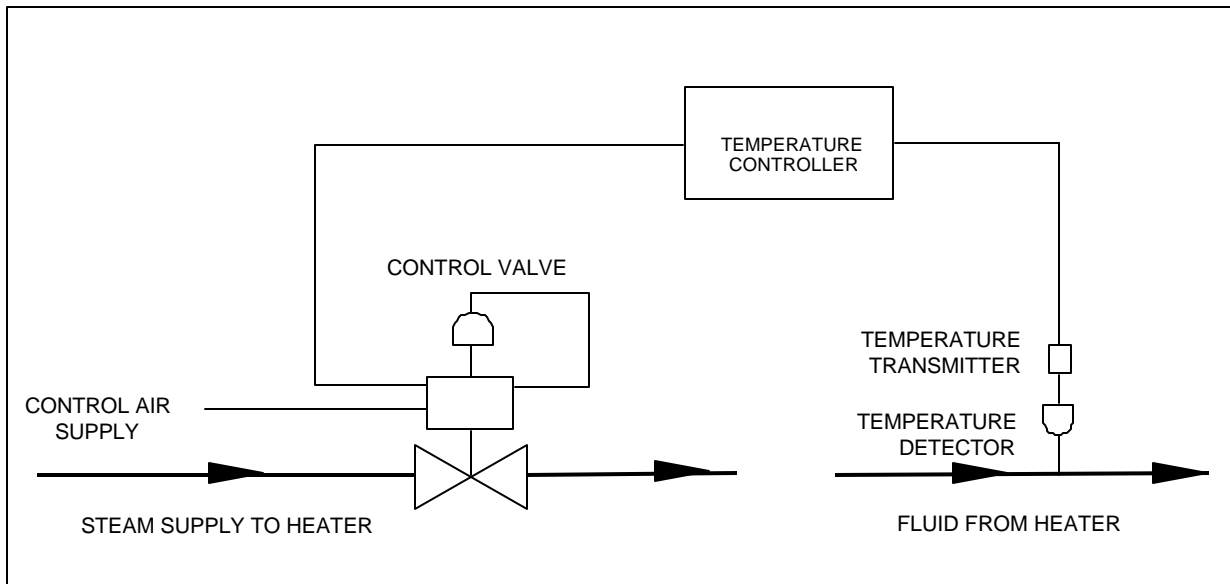 TEMPERATURE
CONTROLLER
CONTROL VALVE
TEMPERATURE
TRANSMITTER
CONTROL AIR
SUPPLY
TEMPERATURE
DETECTOR
STEAM SUPPLY TO HEATER
FLUID FROM HEATER